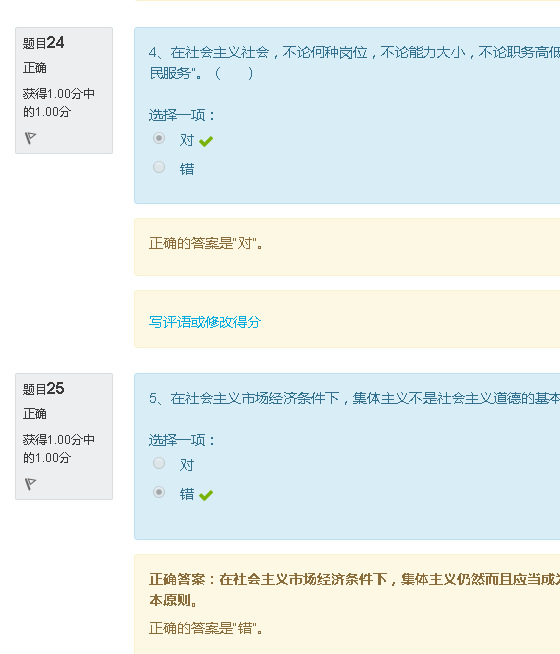 题目24
正确
获得1.00分中
的1.00分
4、在社会主义社会，不论何种岗位，不论能力大小，不论职务高低
民服务”。（　　）
选择一项：
对
错
正确的答案是“对”。
写评语或修改得分
题目25
正确
获得1.00分中
的1.00分
5、在社会主义市场经济条件下，集体主义不是社会主义道德的基本
选择一项：
对
错
正确答案：在社会主义市场经济条件下，集体主义仍然而且应当成为
本原则。
正确的答案是“错”。